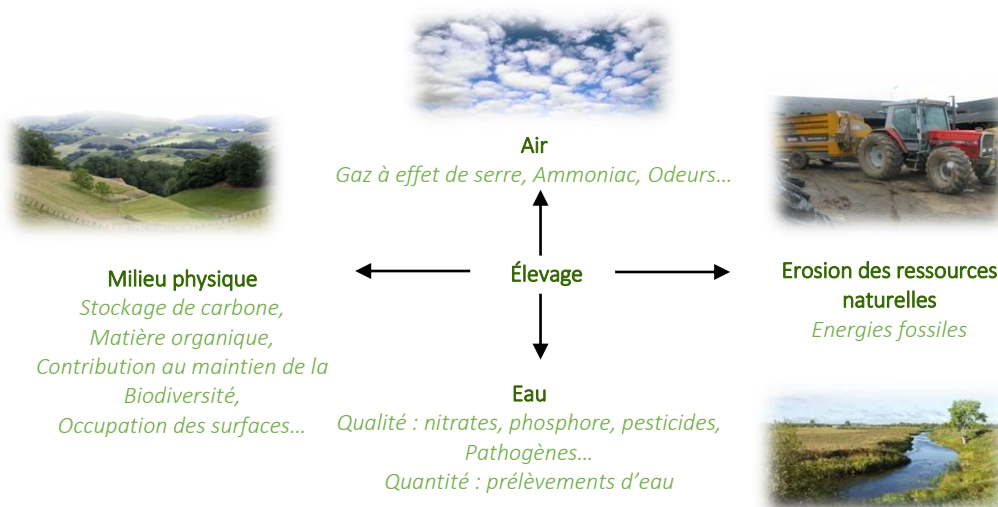 Air
Gaz à effet de serre, Ammoniac, Odeurs…
Élevage
Milieu physique
Stockage de carbone,
Matière organique,
Contribution au maintien de la
Biodiversité,
Occupation des surfaces…
Erosion des ressources
naturelles
Energies fossiles
Eau
Qualité : nitrates, phosphore, pesticides,
Pathogènes…
Quantité : prélèvements d’eau